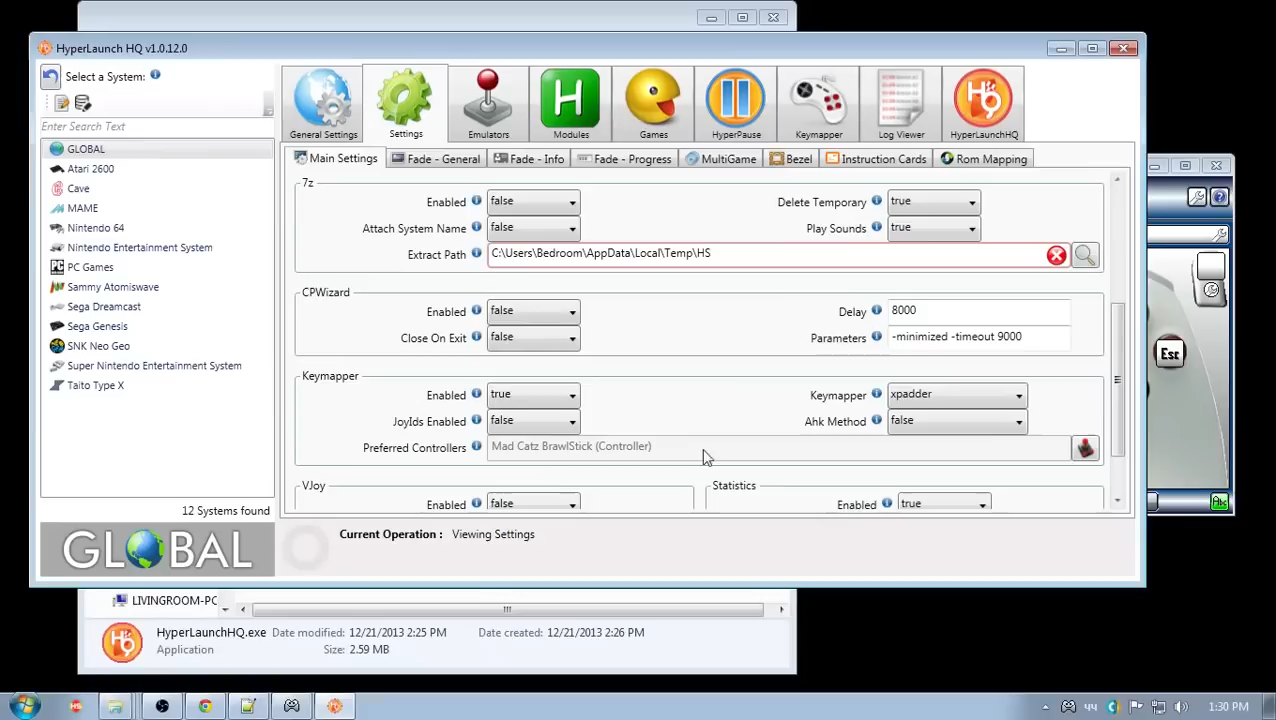 HyperLaunch HQ v1.0.12.0
Select a System:
Enter Search Text
GLOBAL
Atari 2600
Cave
MAME
Nintendo 64
Nintendo Entertainment System
PC Games
Sammy Atomiswave
Sega Dreamcast
Sega Genesis
SNK Neo Geo
Super Nintendo Entertainment System
Taito Type X
12 Systems found
GLOBAL
General Settings
Settings
Emulators
H
Modules
Games
HyperPause
Keymapper
Log Viewer
HQ
HyperLaunchHQ
Main Settings
Fade - General
Fade - Info
Fade - Progress
MultiGame
Bezel
Instruction Cards
Rom Mapping
7z
Enabled false
Delete Temporary true
Attach System Name false
Play Sounds true
Extract Path C:\Users\Bedroom\AppData\Local\Temp\HS
CPWizard
Enabled false
Delay 8000
Close On Exit false
Parameters -minimized -timeout 9000
Keymapper
Enabled true
Keymapper xpadder
JoyIds Enabled false
Ahk Method false
Preferred Controllers Mad Catz BrawlStick (Controller)
VJoy
Statistics
Enabled false
Enabled true
Current Operation : Viewing Settings
Esc
Abc
LIVINGROOM-PC
HyperLaunchHQ.exe Date modified: 12/21/2013 2:25 PM Date created: 12/21/2013 2:26 PM
Application Size: 2.59 MB
1:30 PM